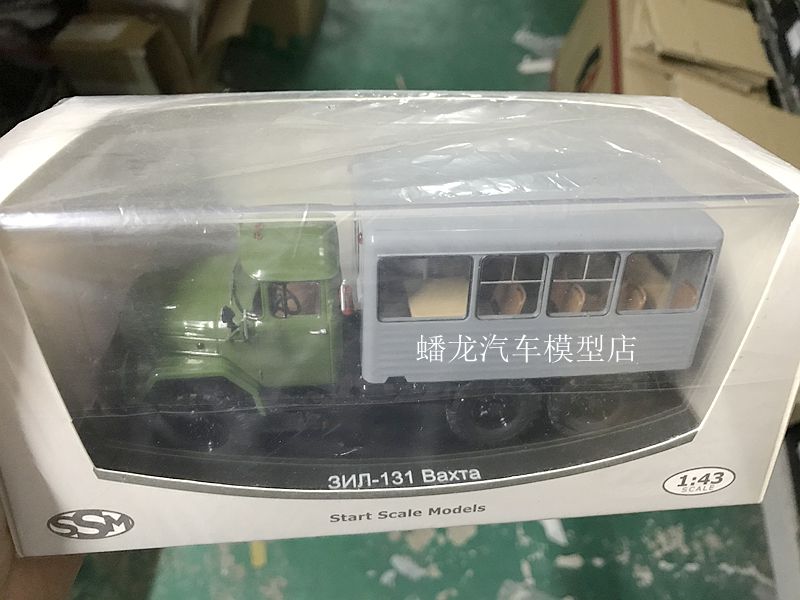 蟠龙汽车模型店
ЗИЛ-131 Вахта
1:43
SCALE
SSM
Start Scale Models